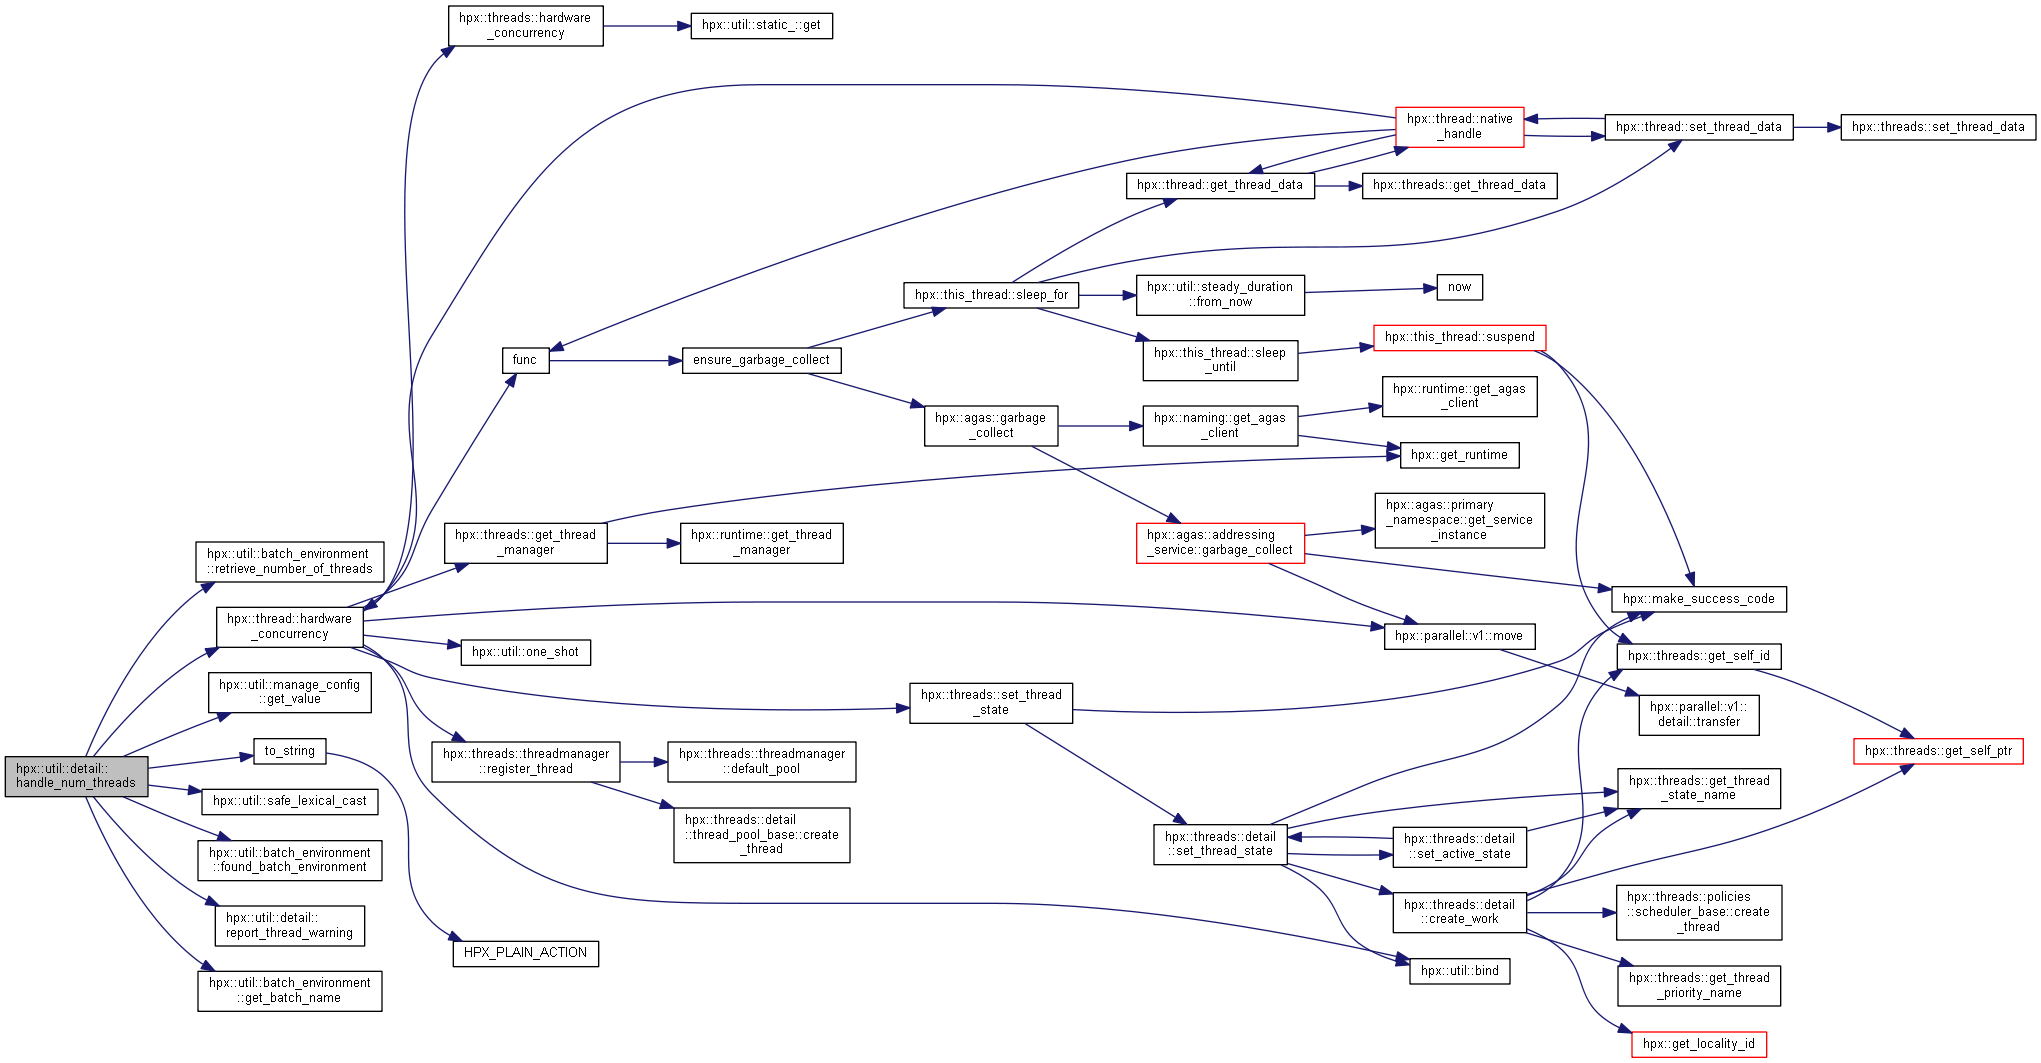 hpx::threads::hardware
_concurrency
hpx::util::static_::get
hpx::thread::native
_handle
hpx::thread::set_thread_data
hpx::threads::set_thread_data
hpx::thread::get_thread_data
hpx::threads::get_thread_data
hpx::this_thread::sleep_for
hpx::util::steady_duration
::from_now
now
func
ensure_garbage_collect
hpx::this_thread::sleep
_until
hpx::this_thread::suspend
hpx::runtime::get_agas
_client
hpx::agas::garbage
_collect
hpx::naming::get_agas
_client
hpx::get_runtime
hpx::threads::get_thread
_manager
hpx::runtime::get_thread
_manager
hpx::agas::addressing
_service::garbage_collect
hpx::agas::primary
_namespace::get_service
_instance
hpx::util::batch_environment
::retrieve_number_of_threads
hpx::make_success_code
hpx::thread::hardware
_concurrency
hpx::util::one_shot
hpx::parallel::v1::move
hpx::threads::get_self_id
hpx::util::manage_config
::get_value
hpx::threads::set_thread
_state
hpx::parallel::v1::
detail::transfer
to_string
hpx::threads::threadmanager
::register_thread
hpx::threads::threadmanager
::default_pool
hpx::threads::get_self_ptr
hpx::util::detail::
handle_num_threads
hpx::util::safe_lexical_cast
hpx::threads::detail
::thread_pool_base::create
_thread
hpx::threads::get_thread
_state_name
hpx::util::batch_environment
::found_batch_environment
hpx::threads::detail
::set_thread_state
hpx::threads::detail
::set_active_state
hpx::util::detail::
report_thread_warning
hpx::threads::detail
::create_work
hpx::threads::policies
::scheduler_base::create
_thread
HPX_PLAIN_ACTION
hpx::util::bind
hpx::util::batch_environment
::get_batch_name
hpx::threads::get_thread
_priority_name
hpx::get_locality_id